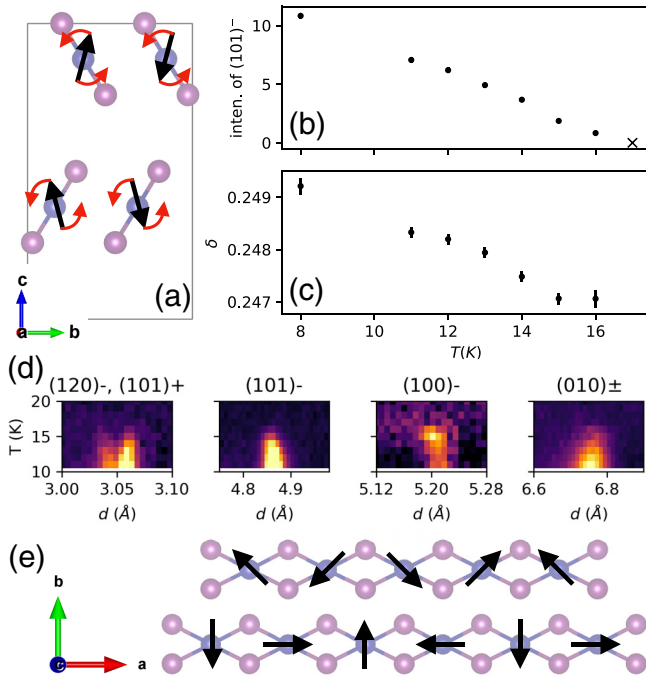 c
a
b
(a)
inten. of (101)⁻
10
5
0
(b)
δ
0.249
0.248
0.247
(c)
8
10
12
14
16
T(K)
(d)
(120)-, (101)+
(101)-
(100)-
(010)±
T (K)
20
15
10
3.00
3.05
3.10
4.8
4.9
5.12
5.20
5.28
6.6
6.8
d (Å)
d (Å)
d (Å)
d (Å)
(e)
b
c
a